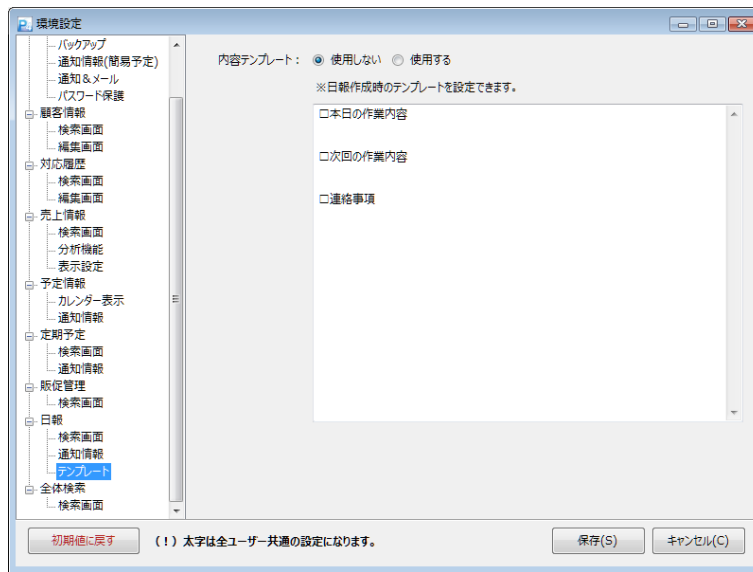 環境設定
バックアップ
通知情報(簡易予定)
通知＆メール
パスワード保護
顧客情報
検索画面
編集画面
対応履歴
検索画面
編集画面
売上情報
検索画面
分析機能
表示設定
予定情報
カレンダー表示
通知情報
定期予定
検索画面
通知情報
販促管理
検索画面
日報
検索画面
通知情報
テンプレート
全体検索
検索画面
内容テンプレート： 使用しない 使用する
※日報作成時のテンプレートを設定できます。
□本日の作業内容
□次回の作業内容
□連絡事項
初期値に戻す (！) 太字は全ユーザー共通の設定になります。 保存(S) キャンセル(C)